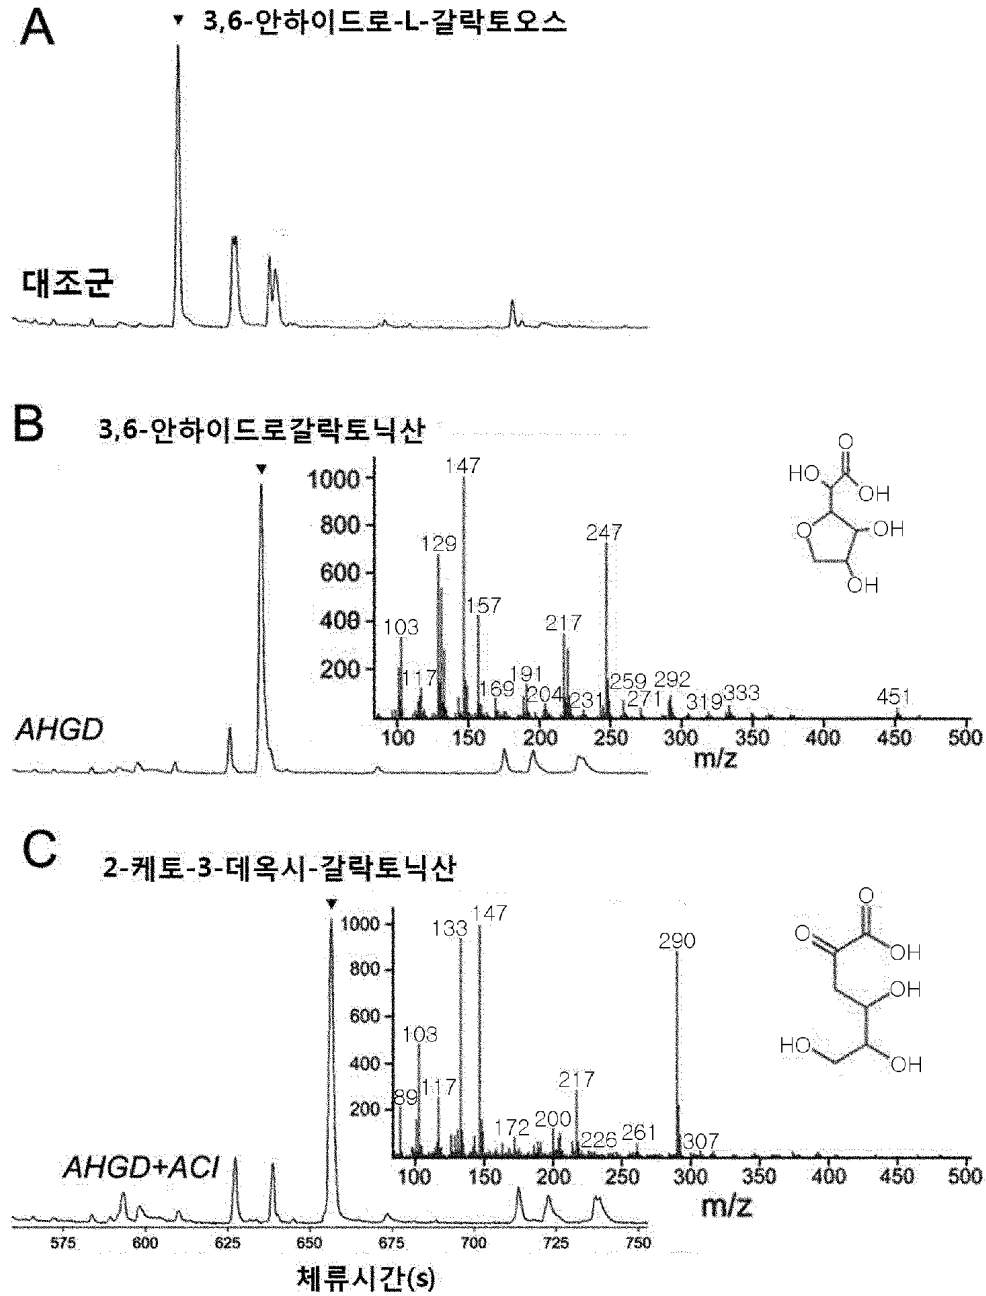 A
3,6-안하이드로-L-갈락토오스
대조군
B
3,6-안하이드로갈락토닉산
1000
800
600
408
200
147
129
247
157
103
217
117
169
191
204
231
259
271
292
319
333
451
100 150 200 250 300 350 400 450 500
m/z
O
HO
OH
O
OH
OH
AHGD
C
2-케토-3-데옥시-갈락토닉산
1000
800
600
400
200
133
147
290
103
89
117
217
172
200
226
261
307
100 150 200 250 300 350 400 450 500
m/z
O
O
OH
OH
HO
OH
AHGD+ACI
575 600 625 650 675 700 725 750
체류시간(s)